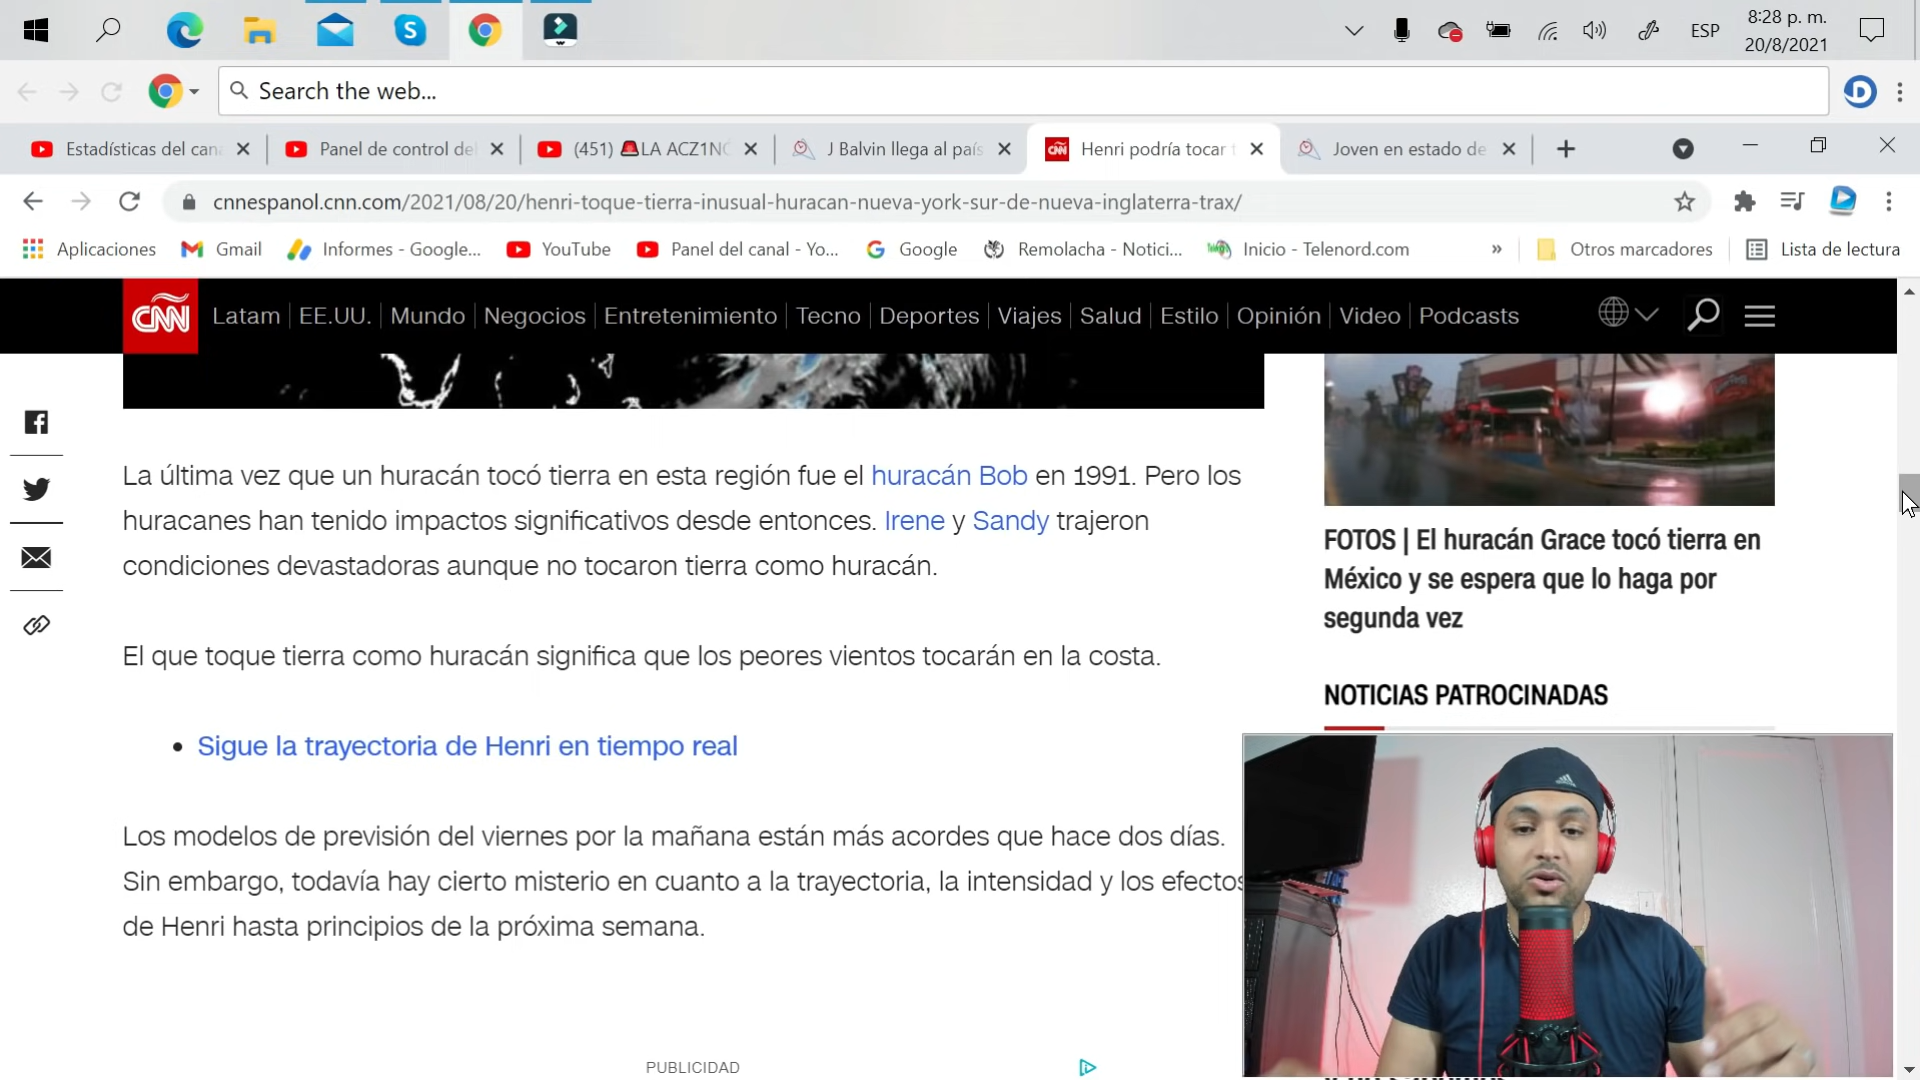 ESP
8:28 p. m.
20/8/2021
Search the web...
Estadísticas del can
Panel de control del
(451) 🚨LA ACZ1NÓ
J Balvin llega al país
Henri podría tocar t
Joven en estado de
cnnespanol.cnn.com/2021/08/20/henri-toque-tierra-inusual-huracan-nueva-york-sur-de-nueva-inglaterra-trax/
Aplicaciones
Gmail
Informes - Google...
YouTube
Panel del canal - Yo...
Google
Remolacha - Notici...
Inicio - Telenord.com
»
Otros marcadores
Lista de lectura
CNN Latam | EE.UU. | Mundo | Negocios | Entretenimiento | Tecno | Deportes | Viajes | Salud | Estilo | Opinión | Video | Podcasts
La última vez que un huracán tocó tierra en esta región fue el huracán Bob en 1991. Pero los
huracanes han tenido impactos significativos desde entonces. Irene y Sandy trajeron
condiciones devastadoras aunque no tocaron tierra como huracán.
El que toque tierra como huracán significa que los peores vientos tocarán en la costa.
• Sigue la trayectoria de Henri en tiempo real
Los modelos de previsión del viernes por la mañana están más acordes que hace dos días.
Sin embargo, todavía hay cierto misterio en cuanto a la trayectoria, la intensidad y los efectos
de Henri hasta principios de la próxima semana.
PUBLICIDAD
FOTOS | El huracán Grace tocó tierra en
México y se espera que lo haga por
segunda vez
NOTICIAS PATROCINADAS